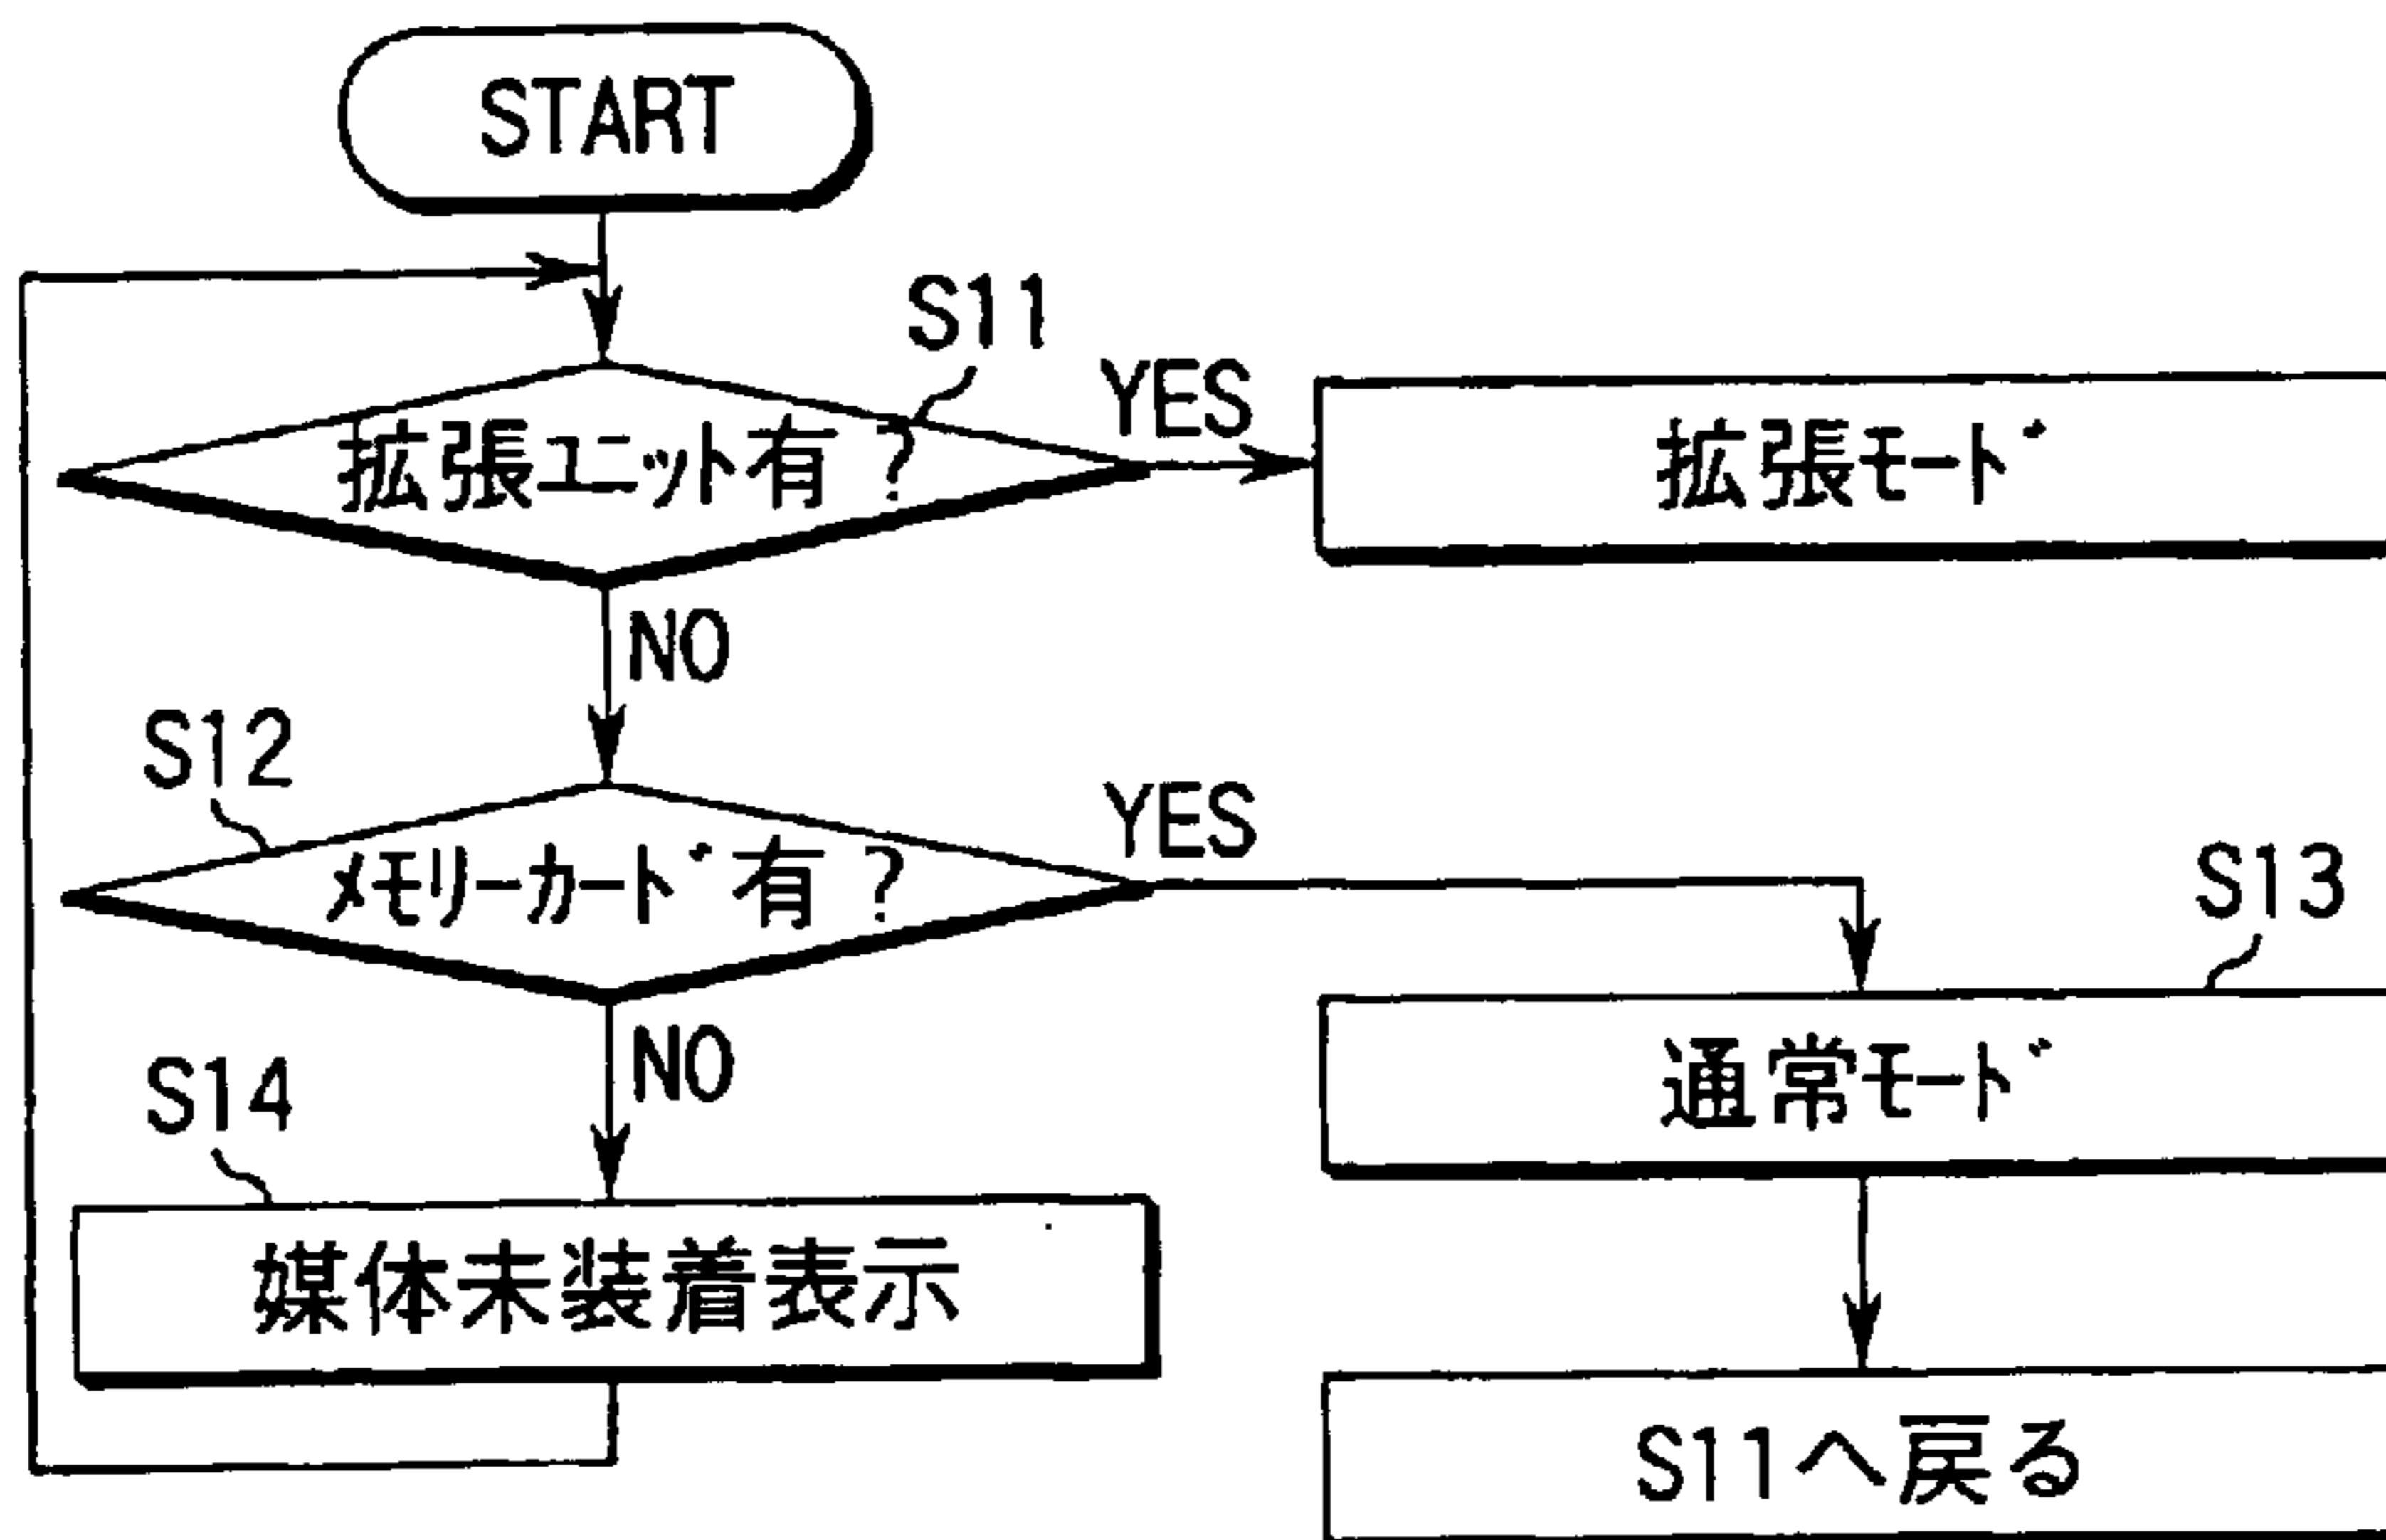 START
S11
拡張ﾕﾆｯﾄ有？
YES
拡張ﾓｰﾄﾞ
NO
S12
ﾒﾓﾘｰｶｰﾄﾞ有？
YES
S13
通常ﾓｰﾄﾞ
NO
S14
媒体未装着表示
S11へ戻る